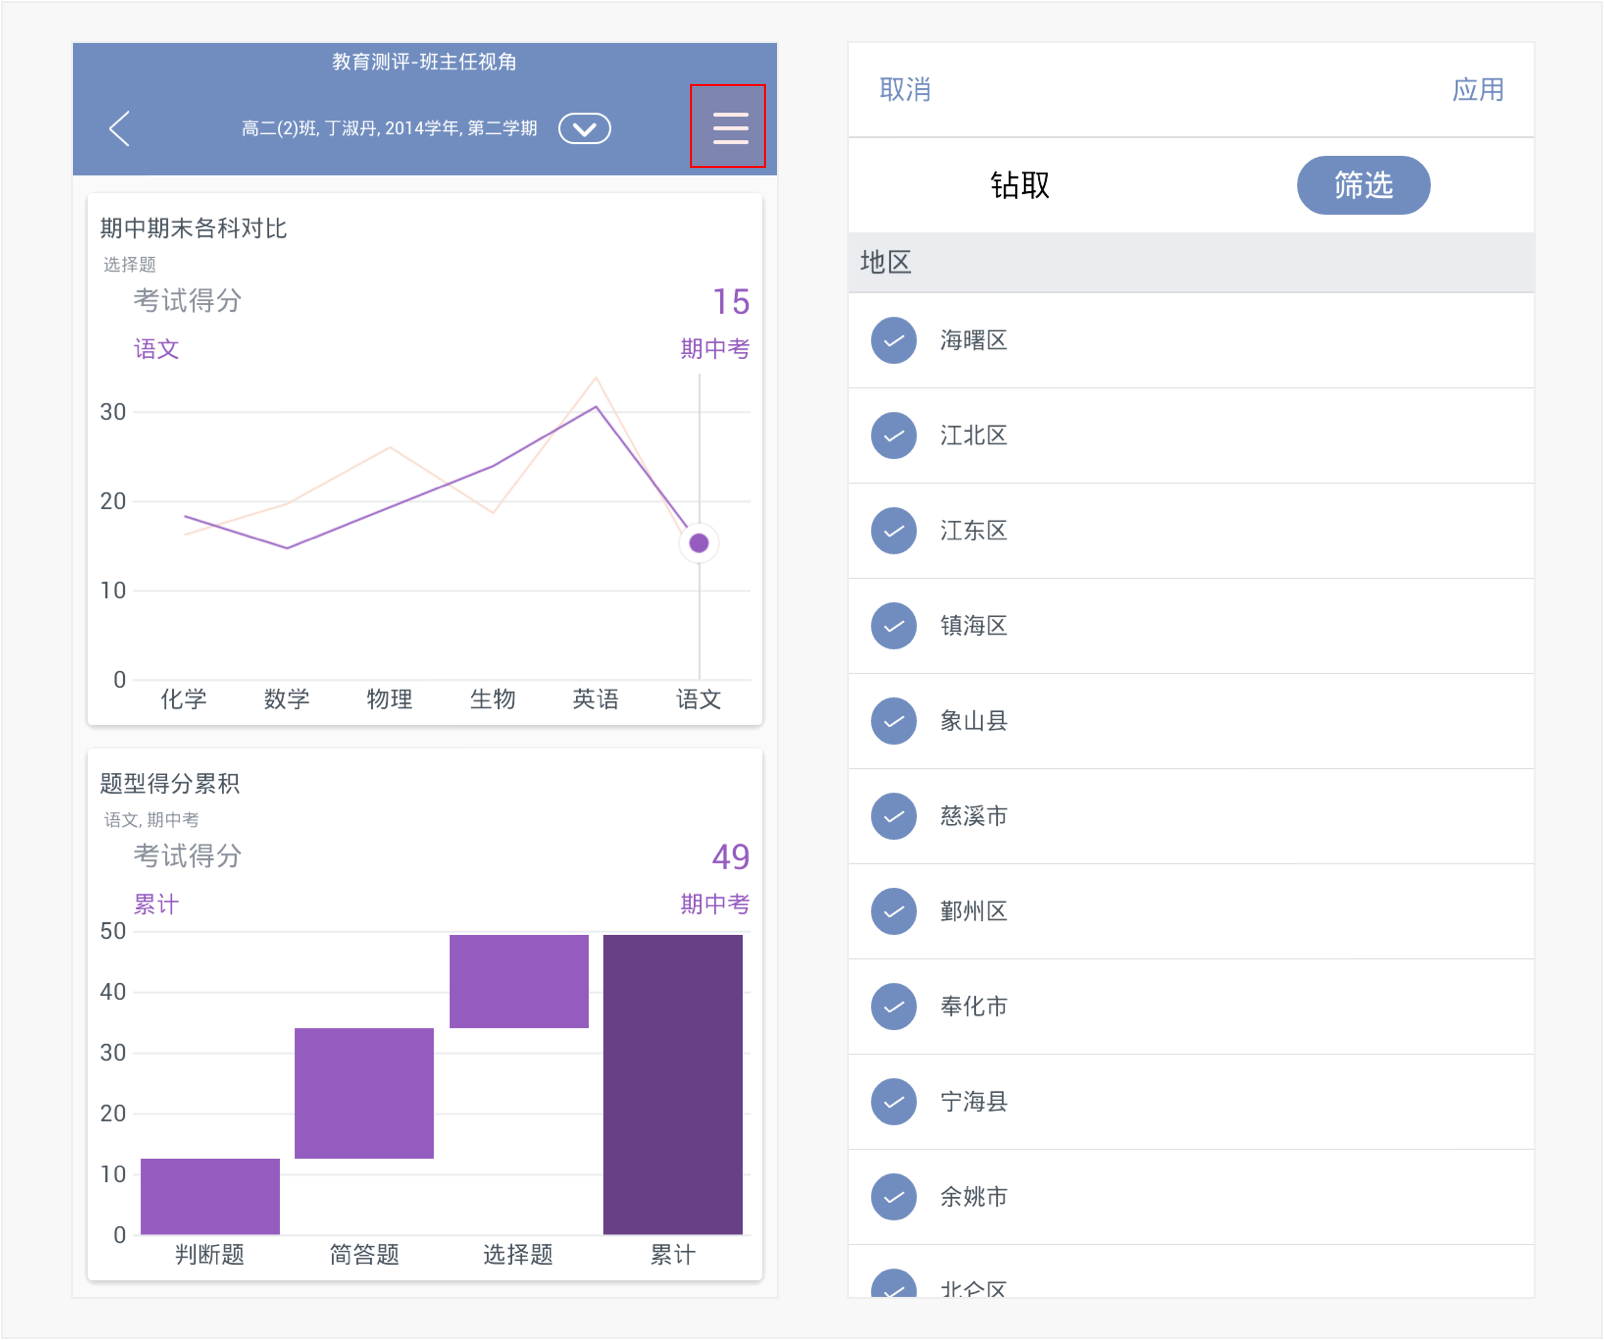 教育测评-班主任视角
高二(2)班, 丁淑丹, 2014学年, 第二学期
期中期末各科对比
选择题
考试得分 15
语文 期中考
30
20
10
0
化学 数学 物理 生物 英语 语文
题型得分累积
语文, 期中考
考试得分 49
累计 期中考
50
40
30
20
10
0
判断题 简答题 选择题 累计
取消 应用
钻取 筛选
地区
海曙区
江北区
江东区
镇海区
象山县
慈溪市
鄞州区
奉化市
宁海县
余姚市
北仑区